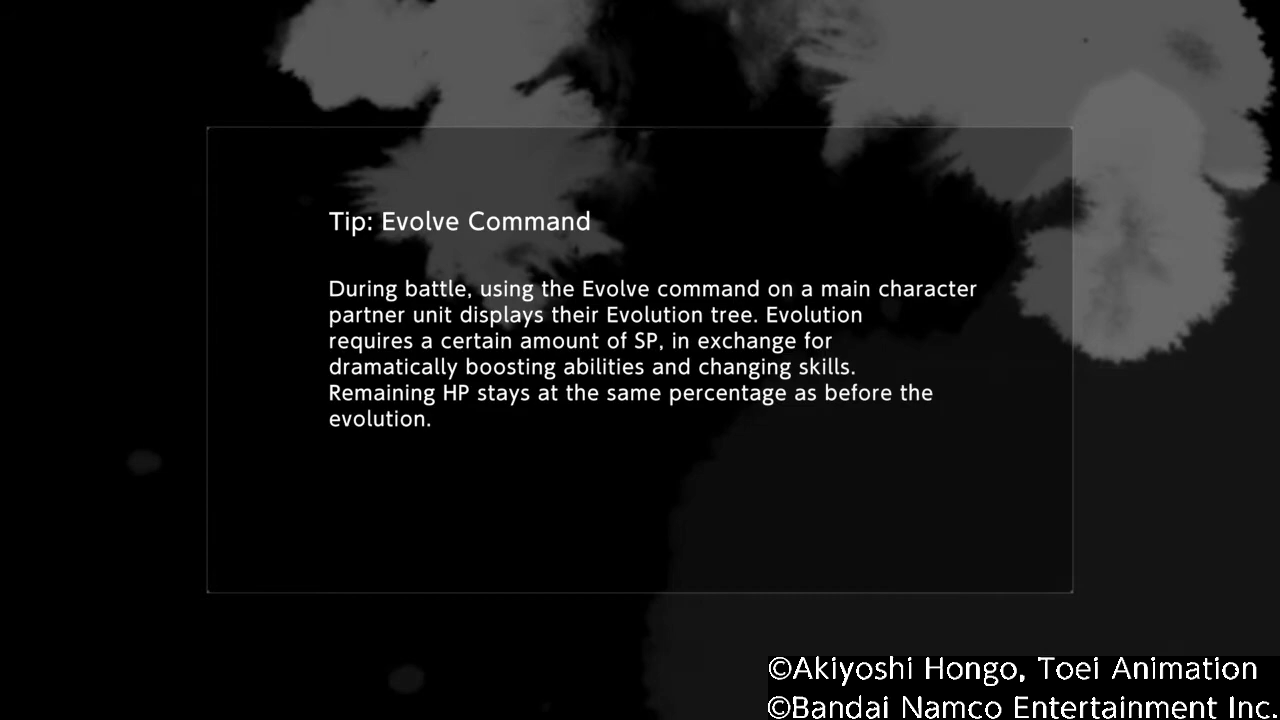 Tip: Evolve Command
During battle, using the Evolve command on a main character
partner unit displays their Evolution tree. Evolution
requires a certain amount of SP, in exchange for
dramatically boosting abilities and changing skills.
Remaining HP stays at the same percentage as before the
evolution.
©Akiyoshi Hongo, Toei Animation
©Bandai Namco Entertainment Inc.